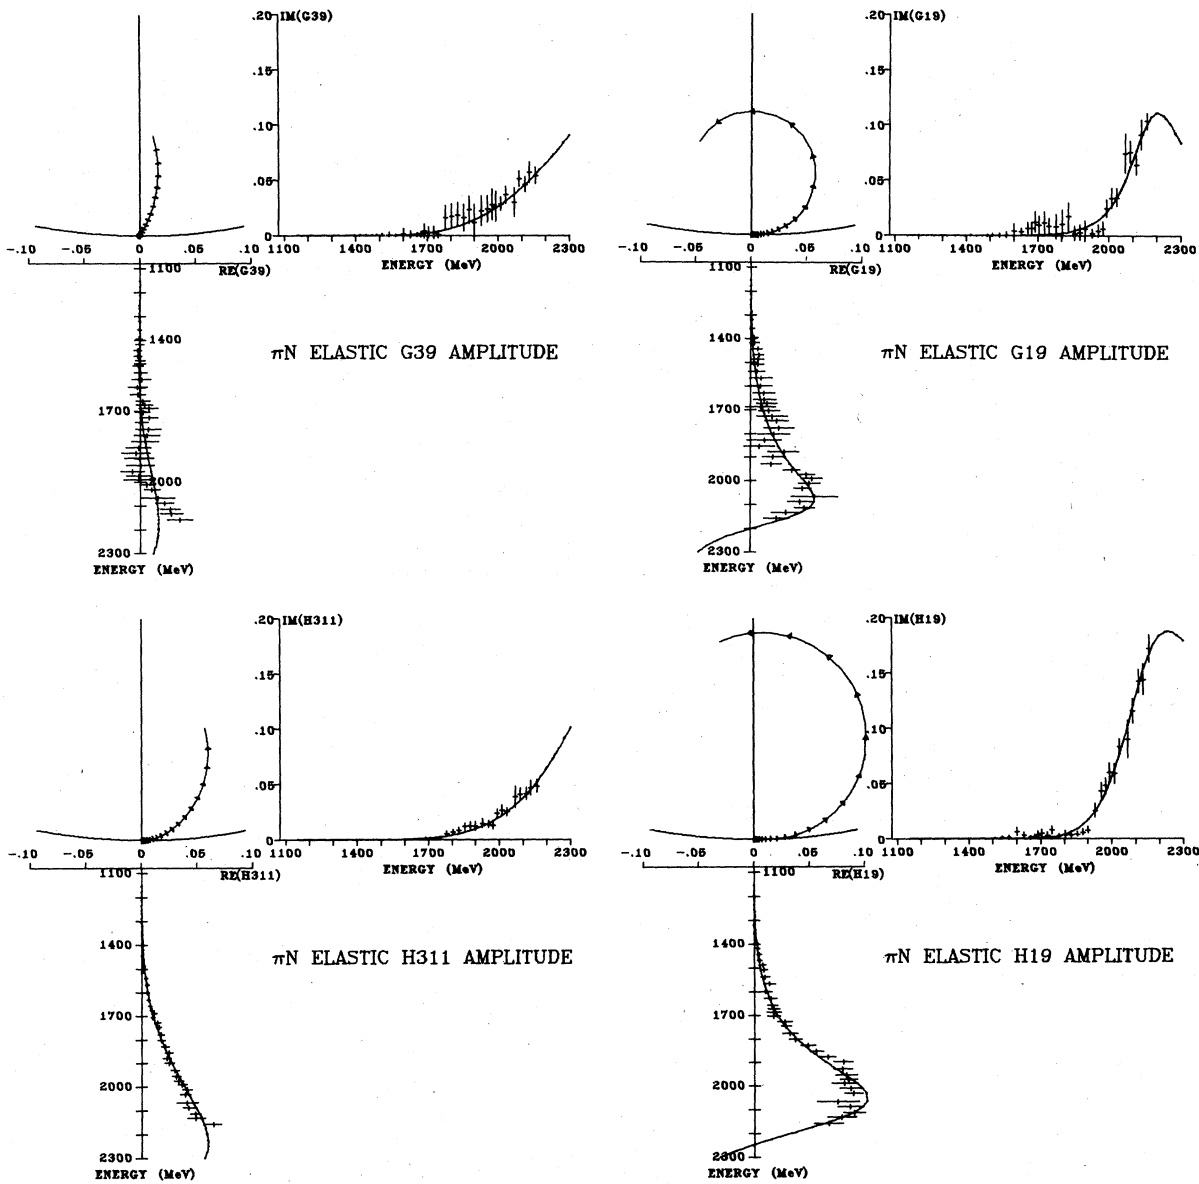 .20 IM(G39)
.15
.10
.05
0
-.10 -.05 0 .05 .10
1100 1400 1700 2000 2300
ENERGY (MeV)
RE(G39)
1100
1400
1700
2000
2300
ENERGY (MeV)
πN ELASTIC G39 AMPLITUDE
.20 IM(G19)
.15
.10
.05
0
-.10 -.05 0 .05 .10
1100 1400 1700 2000 2300
ENERGY (MeV)
RE(G19)
1100
1400
1700
2000
2300
ENERGY (MeV)
πN ELASTIC G19 AMPLITUDE
.20 IM(H311)
.15
.10
.05
0
-.10 -.05 0 .05 .10
1100 1400 1700 2000 2300
ENERGY (MeV)
RE(H311)
1100
1400
1700
2000
2300
ENERGY (MeV)
πN ELASTIC H311 AMPLITUDE
.20 IM(H19)
.15
.10
.05
0
-.10 -.05 0 .05 .10
1100 1400 1700 2000 2300
ENERGY (MeV)
RE(H19)
1100
1400
1700
2000
2300
ENERGY (MeV)
πN ELASTIC H19 AMPLITUDE